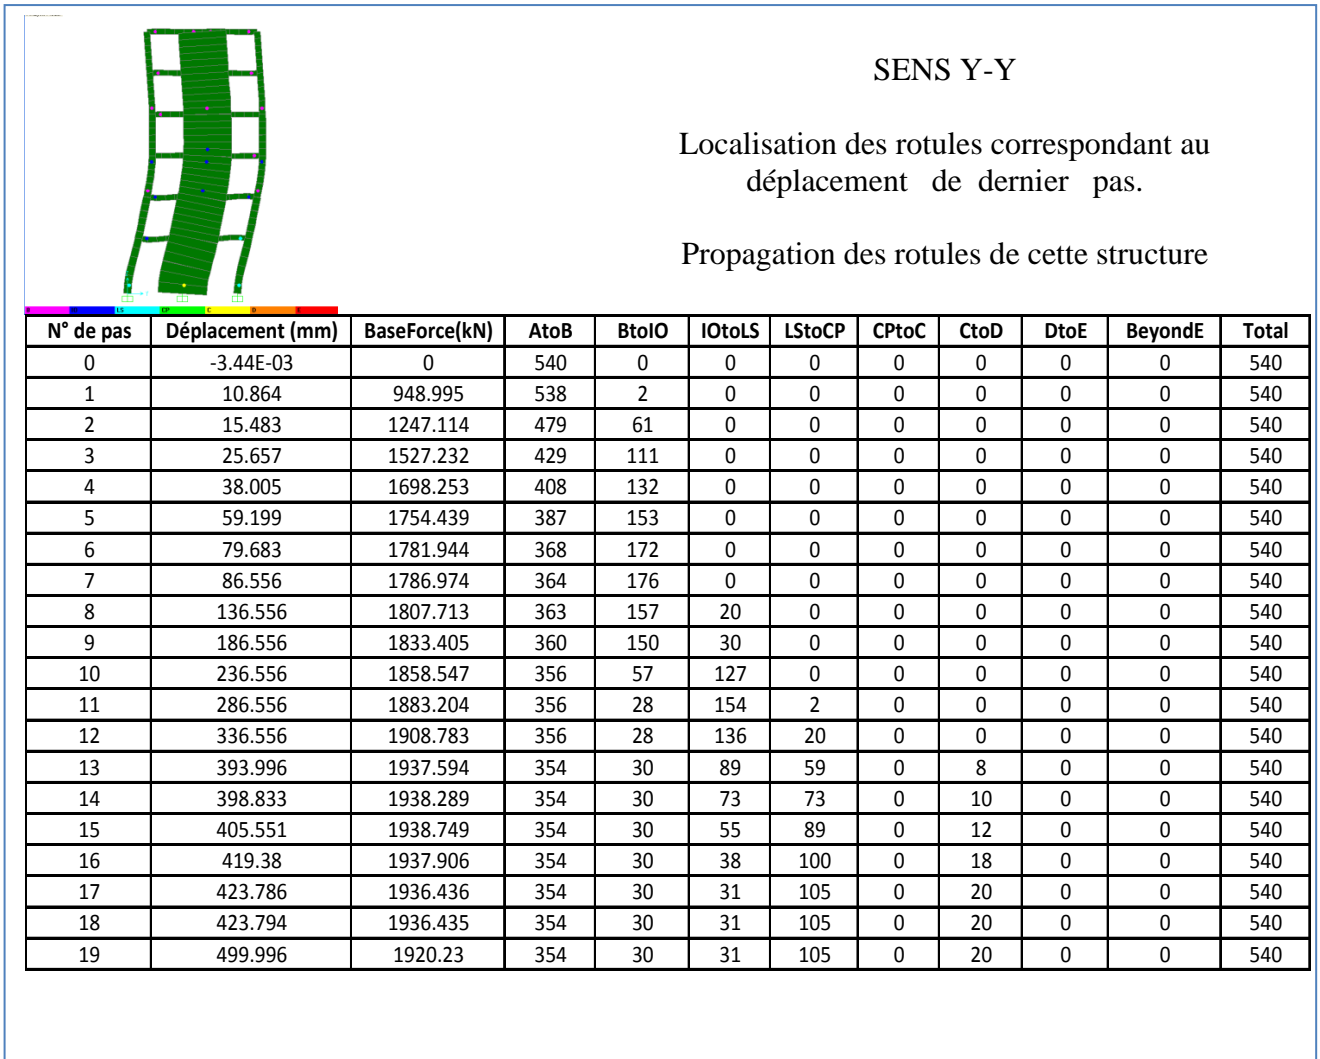 SENS Y-Y
Localisation des rotules correspondant au
déplacement de dernier pas.
Propagation des rotules de cette structure
B LS CP C D
N° de pas Déplacement (mm) BaseForce(kN) AtoB BtoIO IOtoLS LStoCP CPtoC CtoD DtoE BeyondE Total
0 -3.44E-03 0 540 0 0 0 0 0 0 0 540
1 10.864 948.995 538 2 0 0 0 0 0 0 540
2 15.483 1247.114 479 61 0 0 0 0 0 0 540
3 25.657 1527.232 429 111 0 0 0 0 0 0 540
4 38.005 1698.253 408 132 0 0 0 0 0 0 540
5 59.199 1754.439 387 153 0 0 0 0 0 0 540
6 79.683 1781.944 368 172 0 0 0 0 0 0 540
7 86.556 1786.974 364 176 0 0 0 0 0 0 540
8 136.556 1807.713 363 157 20 0 0 0 0 0 540
9 186.556 1833.405 360 150 30 0 0 0 0 0 540
10 236.556 1858.547 356 57 127 0 0 0 0 0 540
11 286.556 1883.204 356 28 154 2 0 0 0 0 540
12 336.556 1908.783 356 28 136 20 0 0 0 0 540
13 393.996 1937.594 354 30 89 59 0 8 0 0 540
14 398.833 1938.289 354 30 73 73 0 10 0 0 540
15 405.551 1938.749 354 30 55 89 0 12 0 0 540
16 419.38 1937.906 354 30 38 100 0 18 0 0 540
17 423.786 1936.436 354 30 31 105 0 20 0 0 540
18 423.794 1936.435 354 30 31 105 0 20 0 0 540
19 499.996 1920.23 354 30 31 105 0 20 0 0 540